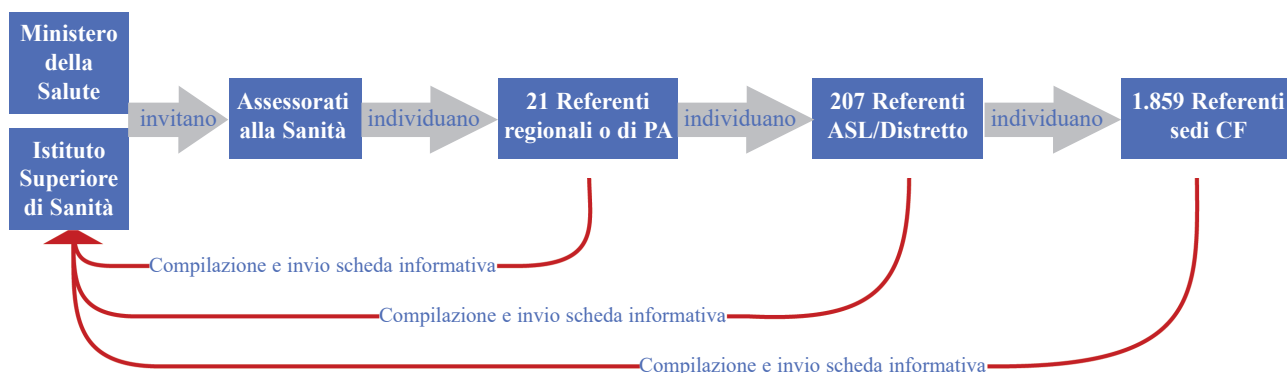 Ministero
della
Salute
Istituto
Superiore
di Sanità
invitano
Assessorati
alla Sanità
individuano
21 Referenti
regionali o di PA
individuano
207 Referenti
ASL/Distretto
individuano
1.859 Referenti
sedi CF
Compilazione e invio scheda informativa
Compilazione e invio scheda informativa
Compilazione e invio scheda informativa